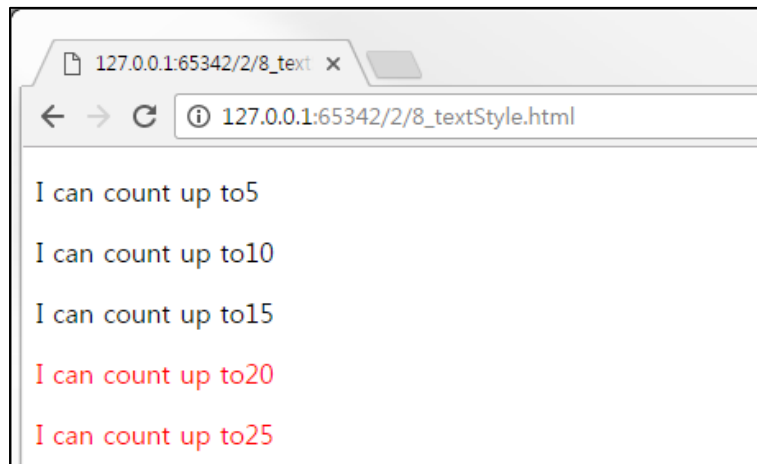 127.0.0.1:65342/2/8_text
127.0.0.1:65342/2/8_textStyle.html
I can count up to5
I can count up to10
I can count up to15
I can count up to20
I can count up to25